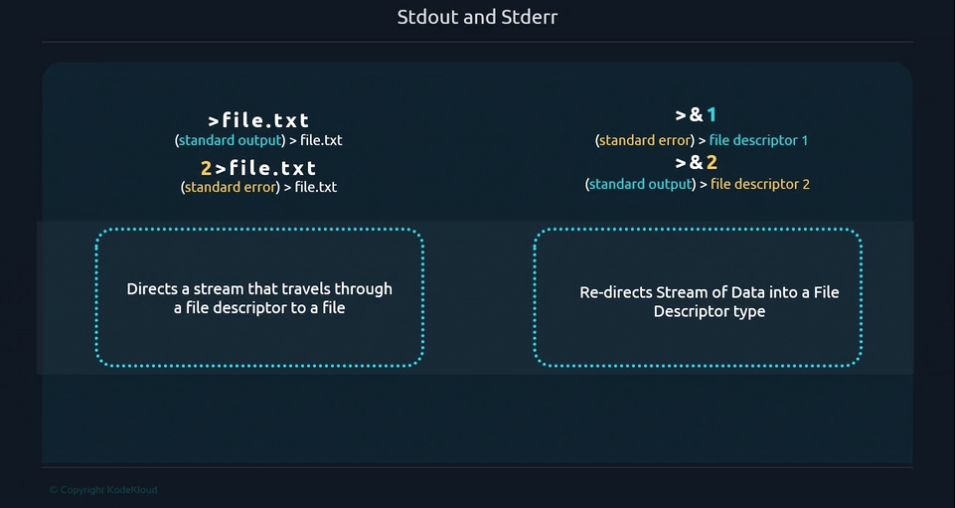 Stdout and Stderr
>file.txt
(standard output) > file.txt
2>file.txt
(standard error) > file.txt
>&1
(standard error) > file descriptor 1
>&2
(standard output) > file descriptor 2
Directs a stream that travels through
a file descriptor to a file
Re-directs Stream of Data into a File
Descriptor type
© Copyright KodeKloud